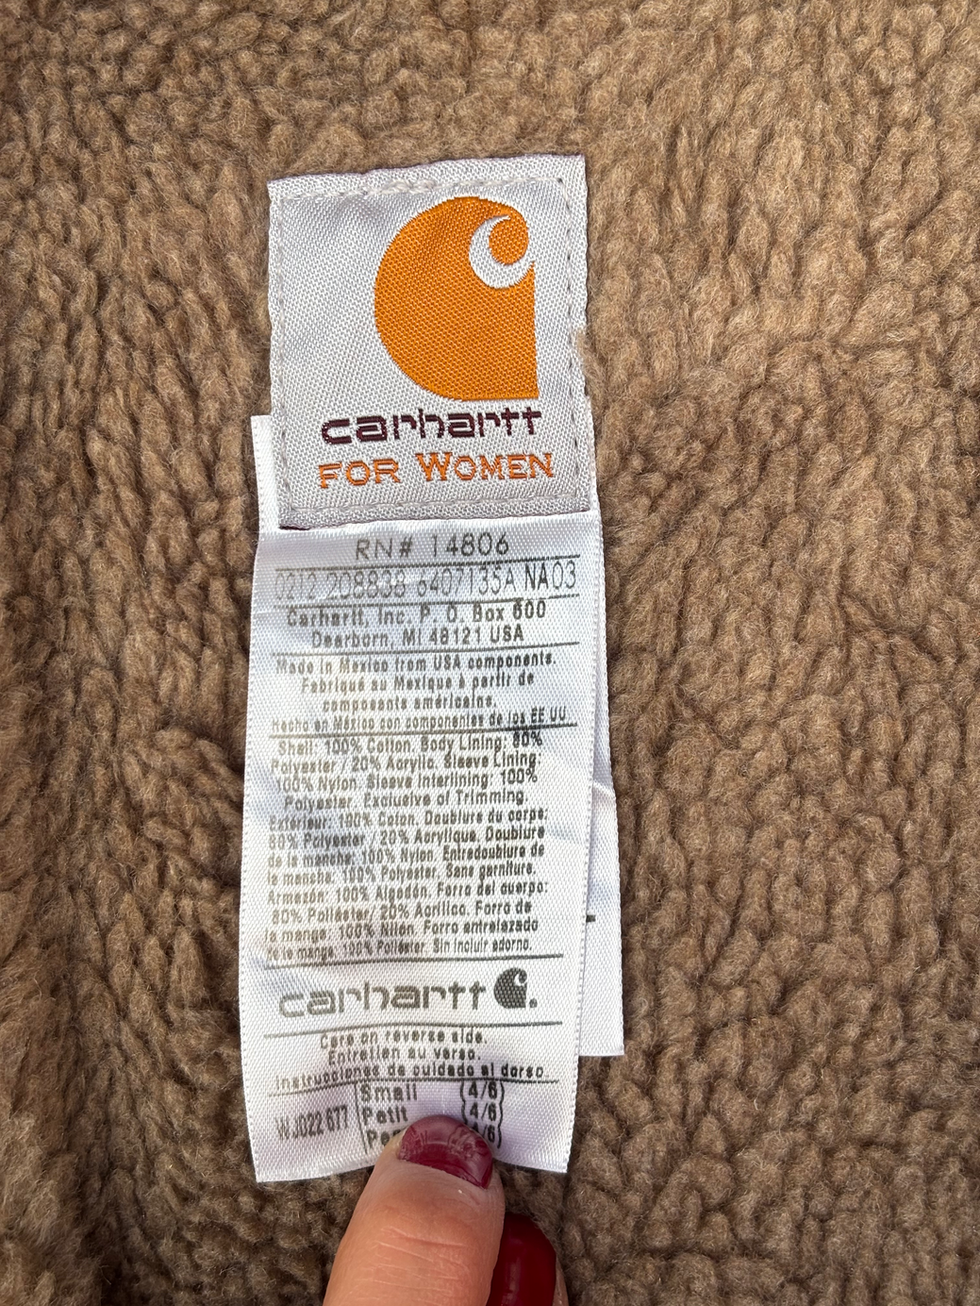 carhartt
FOR WOMEN
RN# 14806
0212 208838 6407135A NA03
Carhartt, Inc. P. O. Box 600
Dearborn, MI 48121 USA
Made in Mexico from USA components.
Fabriqué au Mexique à partir de
composants américains.
Hecho en México con componentes de los EE UU
Shell: 100% Cotton. Body Lining: 80%
Polyester / 20% Acrylic. Sleeve Lining:
100% Nylon. Sleeve Interlining: 100%
Polyester. Exclusive of Trimming.
Extérieur: 100% Coton. Doublure du corps:
80% Polyester / 20% Acrylique. Doublure
de la manche: 100% Nylon. Entredoublure de
la manche: 100% Polyester. Sans garniture.
Armazon: 100% Algodón. Forro del cuerpo:
80% Poliéster / 20% Acrílico. Forro de
la manga: 100% Nilón. Forro entrelazado
de la manga: 100% Poliéster. Sin incluir adorno.
carhartt
Care on reverse side.
Entretien au verso.
Instrucciones de cuidado al dorso.
WJ022 677
Small (4/6)
Petit (4/6)